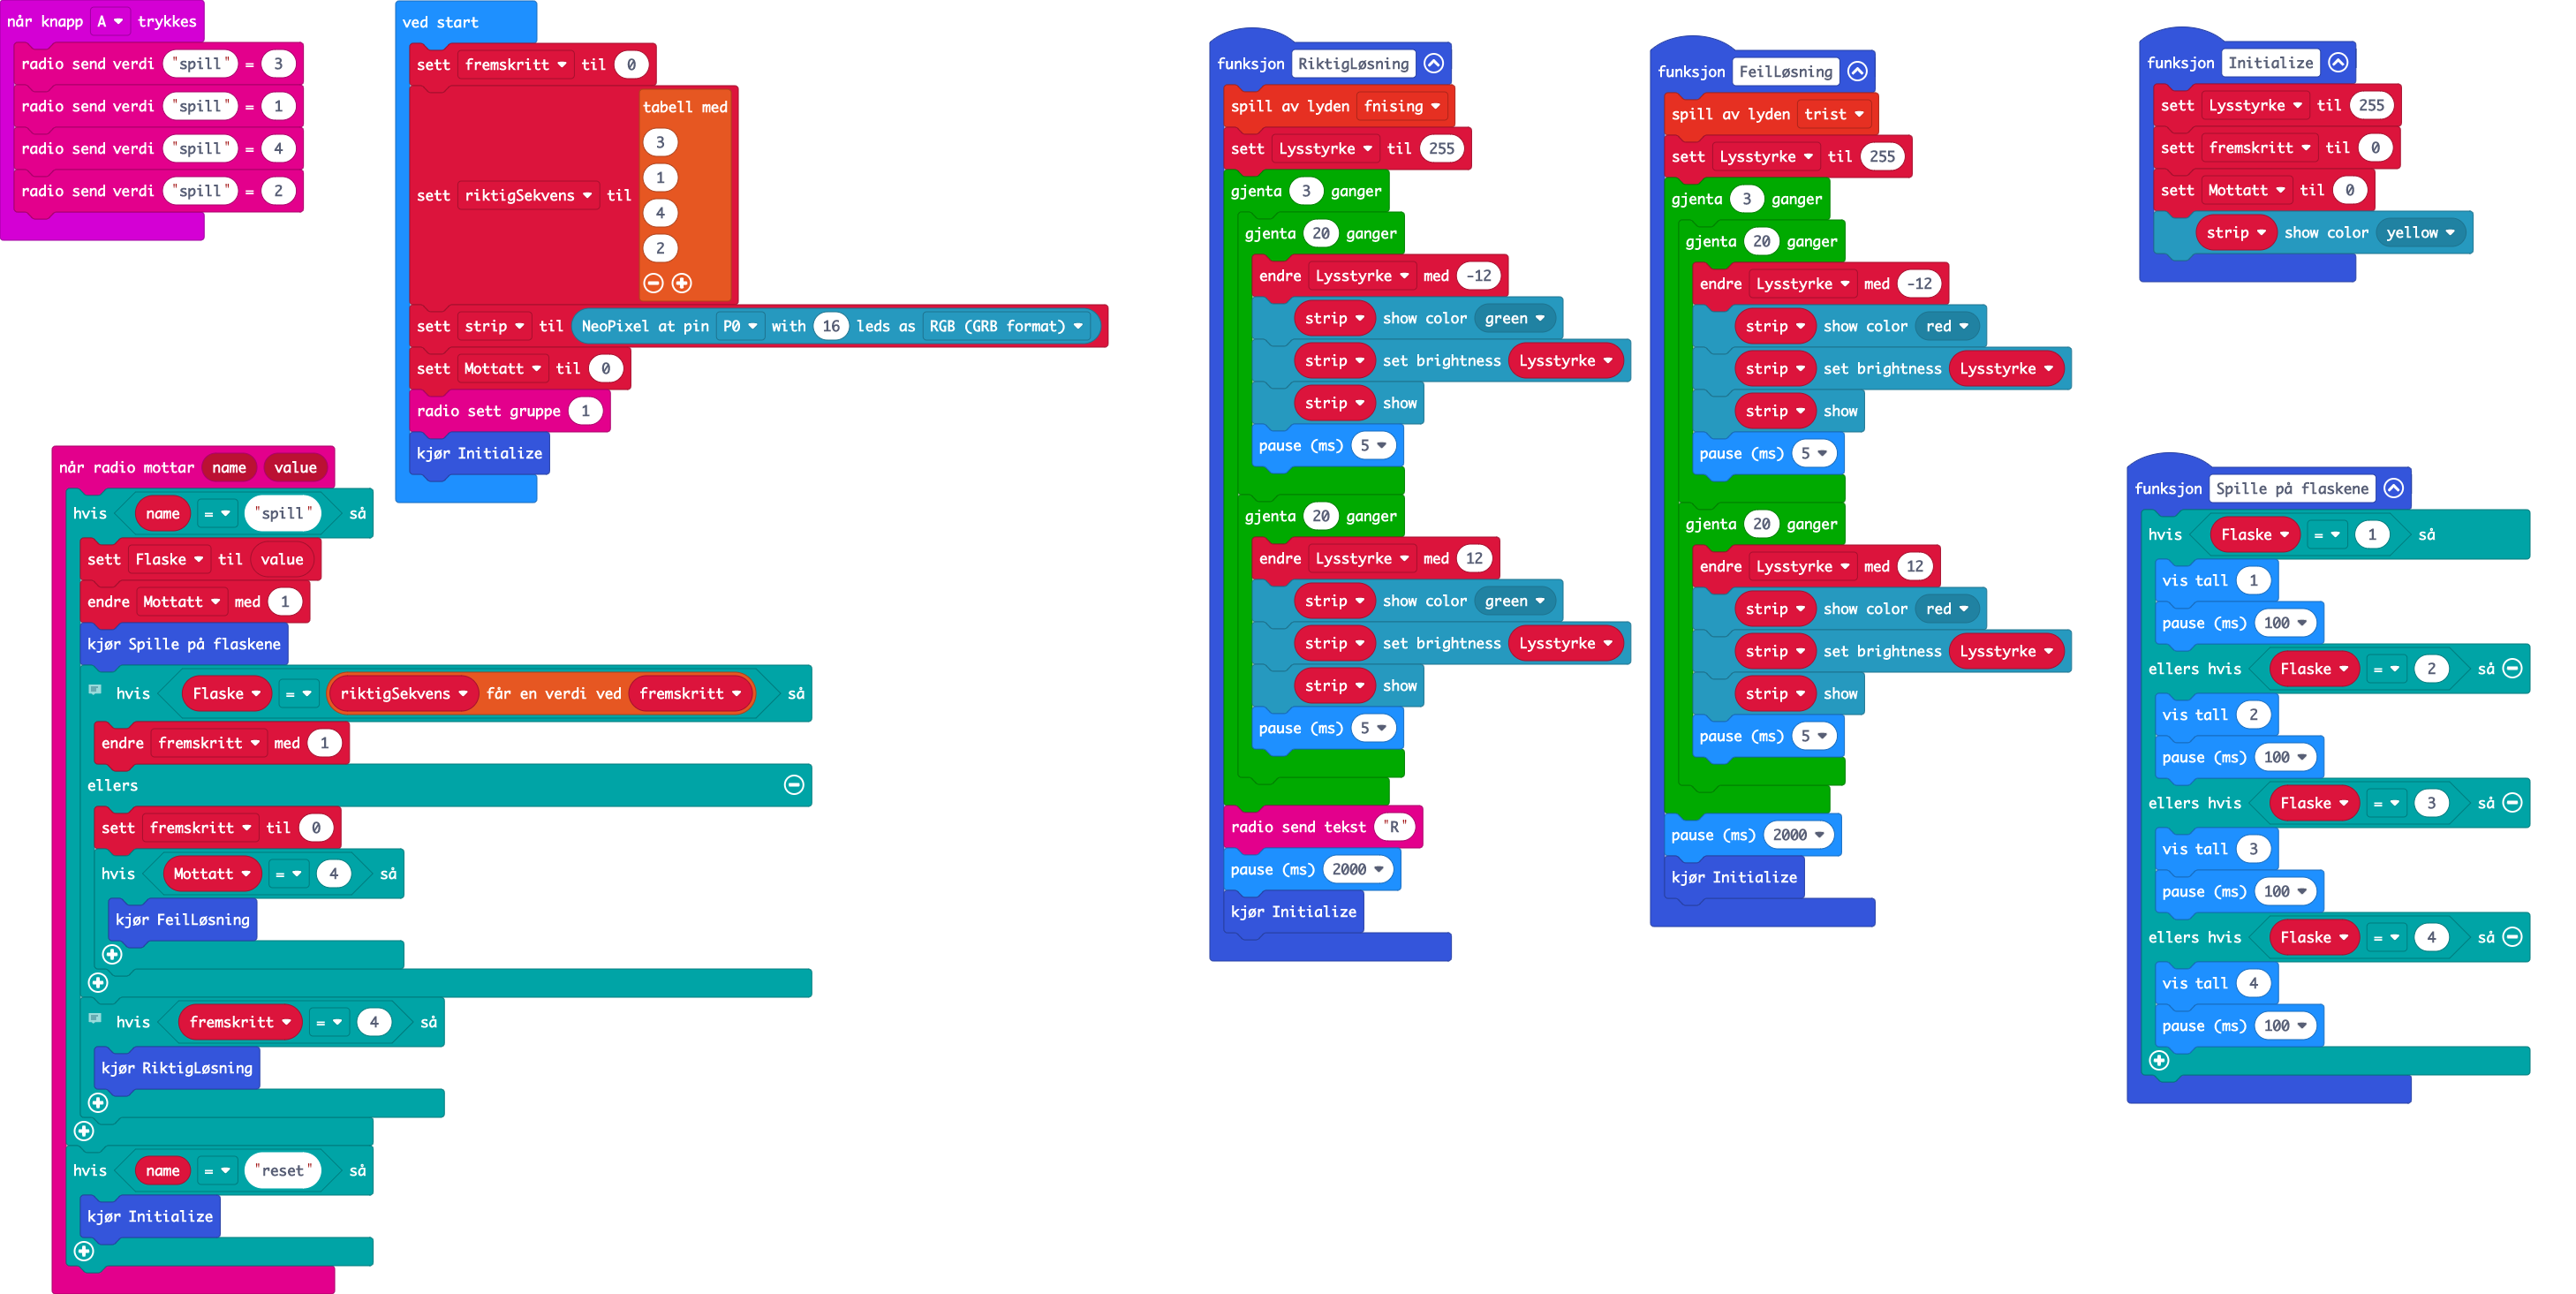 når knapp A trykkes
radio send verdi "spill" = 3
radio send verdi "spill" = 1
radio send verdi "spill" = 4
radio send verdi "spill" = 2
ved start
sett fremskritt til 0
sett riktigSekvens til
tabell med
3
1
4
2
sett strip til NeoPixel at pin P0 with 16 leds as RGB (GRB format)
sett Mottatt til 0
radio sett gruppe 1
kjør Initialize
når radio mottar name value
hvis name = "spill" så
sett Flaske til value
endre Mottatt med 1
kjør Spille på flaskene
hvis Flaske = riktigSekvens får en verdi ved fremskritt så
endre fremskritt med 1
ellers
sett fremskritt til 0
hvis Mottatt = 4 så
kjør FeilLøsning
hvis fremskritt = 4 så
kjør RiktigLøsning
hvis name = "reset" så
kjør Initialize
funksjon RiktigLøsning
spill av lyden fnising
sett Lysstyrke til 255
gjenta 3 ganger
gjenta 20 ganger
endre Lysstyrke med -12
strip show color green
strip set brightness Lysstyrke
strip show
pause (ms) 5
gjenta 20 ganger
endre Lysstyrke med 12
strip show color green
strip set brightness Lysstyrke
strip show
pause (ms) 5
radio send tekst "R"
pause (ms) 2000
kjør Initialize
funksjon FeilLøsning
spill av lyden trist
sett Lysstyrke til 255
gjenta 3 ganger
gjenta 20 ganger
endre Lysstyrke med -12
strip show color red
strip set brightness Lysstyrke
strip show
pause (ms) 5
gjenta 20 ganger
endre Lysstyrke med 12
strip show color red
strip set brightness Lysstyrke
strip show
pause (ms) 5
pause (ms) 2000
kjør Initialize
funksjon Initialize
sett Lysstyrke til 255
sett fremskritt til 0
sett Mottatt til 0
strip show color yellow
funksjon Spille på flaskene
hvis Flaske = 1 så
vis tall 1
pause (ms) 100
ellers hvis Flaske = 2 så
vis tall 2
pause (ms) 100
ellers hvis Flaske = 3 så
vis tall 3
pause (ms) 100
ellers hvis Flaske = 4 så
vis tall 4
pause (ms) 100